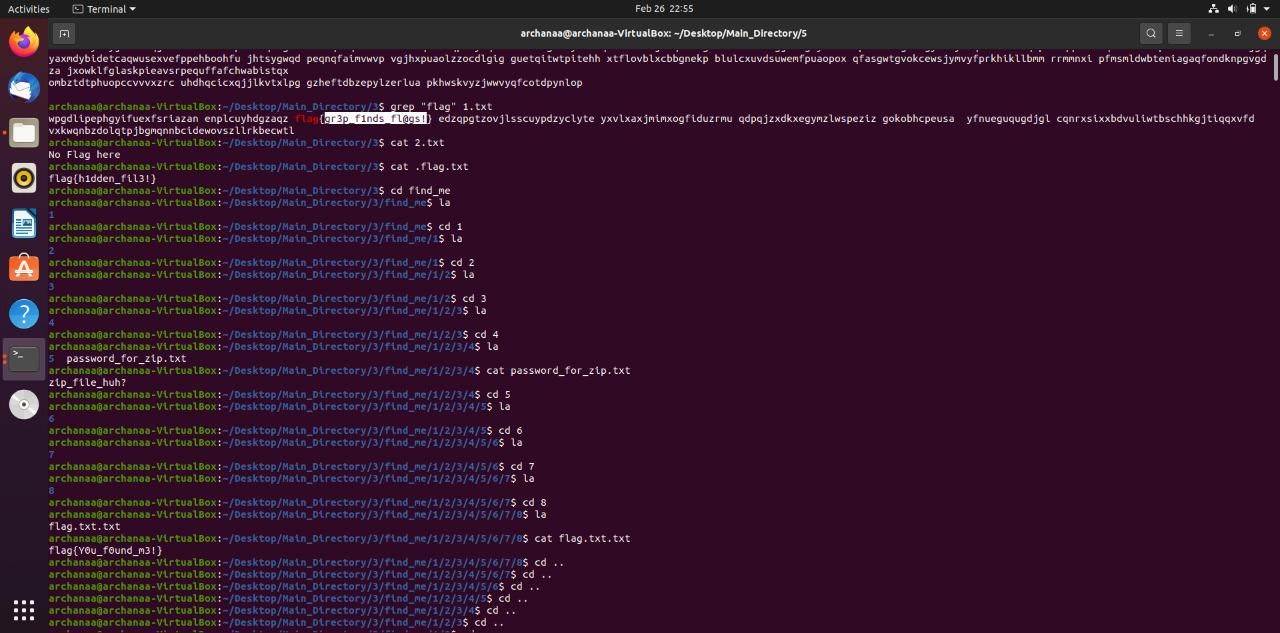 Activities
Terminal
Feb 26 22:55
archanaa@archanaa-VirtualBox: ~/Desktop/Main_Directory/5
za jxowklfglaskpieavsrpequffafchwabistqx
ombztdtphuopccvvvxzrc uhdhqcicxqjjlkvtxlpg gzheftdbzepylzerlua pkhwskvyzjwwvyqfcotdpynlop
archanaa@archanaa-VirtualBox:~/Desktop/Main_Directory/3$ grep "flag" 1.txt
wpgdlipephgyifuexfsriazan enplcuyhdgzaqz flag{gr3p_f1nds_fl@gs!} edzqpgtzovjlsscuypdzyclyte yxvlxaxjmimxogfiduzrmu qdpqjzxdkxegymzlwspeziz gokobhcpeusa yfnueguqugdjgl cqnrxsixxbdvuliwtbschhkgjtiqqxvfd
vxkwqnbzdolqtpjbgmqnnbcidewovszllrkbecwtl
archanaa@archanaa-VirtualBox:~/Desktop/Main_Directory/3$ cat 2.txt
No Flag here
archanaa@archanaa-VirtualBox:~/Desktop/Main_Directory/3$ cat .flag.txt
flag{h1dden_fil3!}
archanaa@archanaa-VirtualBox:~/Desktop/Main_Directory/3$ cd find_me
archanaa@archanaa-VirtualBox:~/Desktop/Main_Directory/3/find_me$ la
1
archanaa@archanaa-VirtualBox:~/Desktop/Main_Directory/3/find_me$ cd 1
archanaa@archanaa-VirtualBox:~/Desktop/Main_Directory/3/find_me/1$ la
2
archanaa@archanaa-VirtualBox:~/Desktop/Main_Directory/3/find_me/1$ cd 2
archanaa@archanaa-VirtualBox:~/Desktop/Main_Directory/3/find_me/1/2$ la
3
archanaa@archanaa-VirtualBox:~/Desktop/Main_Directory/3/find_me/1/2$ cd 3
archanaa@archanaa-VirtualBox:~/Desktop/Main_Directory/3/find_me/1/2/3$ la
4
archanaa@archanaa-VirtualBox:~/Desktop/Main_Directory/3/find_me/1/2/3$ cd 4
archanaa@archanaa-VirtualBox:~/Desktop/Main_Directory/3/find_me/1/2/3/4$ la
5 password_for_zip.txt
archanaa@archanaa-VirtualBox:~/Desktop/Main_Directory/3/find_me/1/2/3/4$ cat password_for_zip.txt
zip_file_huh?
archanaa@archanaa-VirtualBox:~/Desktop/Main_Directory/3/find_me/1/2/3/4$ cd 5
archanaa@archanaa-VirtualBox:~/Desktop/Main_Directory/3/find_me/1/2/3/4/5$ la
6
archanaa@archanaa-VirtualBox:~/Desktop/Main_Directory/3/find_me/1/2/3/4/5$ cd 6
archanaa@archanaa-VirtualBox:~/Desktop/Main_Directory/3/find_me/1/2/3/4/5/6$ la
7
archanaa@archanaa-VirtualBox:~/Desktop/Main_Directory/3/find_me/1/2/3/4/5/6$ cd 7
archanaa@archanaa-VirtualBox:~/Desktop/Main_Directory/3/find_me/1/2/3/4/5/6/7$ la
8
archanaa@archanaa-VirtualBox:~/Desktop/Main_Directory/3/find_me/1/2/3/4/5/6/7$ cd 8
archanaa@archanaa-VirtualBox:~/Desktop/Main_Directory/3/find_me/1/2/3/4/5/6/7/8$ la
flag.txt.txt
archanaa@archanaa-VirtualBox:~/Desktop/Main_Directory/3/find_me/1/2/3/4/5/6/7/8$ cat flag.txt.txt
flag{Y0u_f0und_m3!}
archanaa@archanaa-VirtualBox:~/Desktop/Main_Directory/3/find_me/1/2/3/4/5/6/7/8$ cd ..
archanaa@archanaa-VirtualBox:~/Desktop/Main_Directory/3/find_me/1/2/3/4/5/6/7$ cd ..
archanaa@archanaa-VirtualBox:~/Desktop/Main_Directory/3/find_me/1/2/3/4/5/6$ cd ..
archanaa@archanaa-VirtualBox:~/Desktop/Main_Directory/3/find_me/1/2/3/4/5$ cd ..
archanaa@archanaa-VirtualBox:~/Desktop/Main_Directory/3/find_me/1/2/3/4$ cd ..
archanaa@archanaa-VirtualBox:~/Desktop/Main_Directory/3/find_me/1/2/3$ cd ..